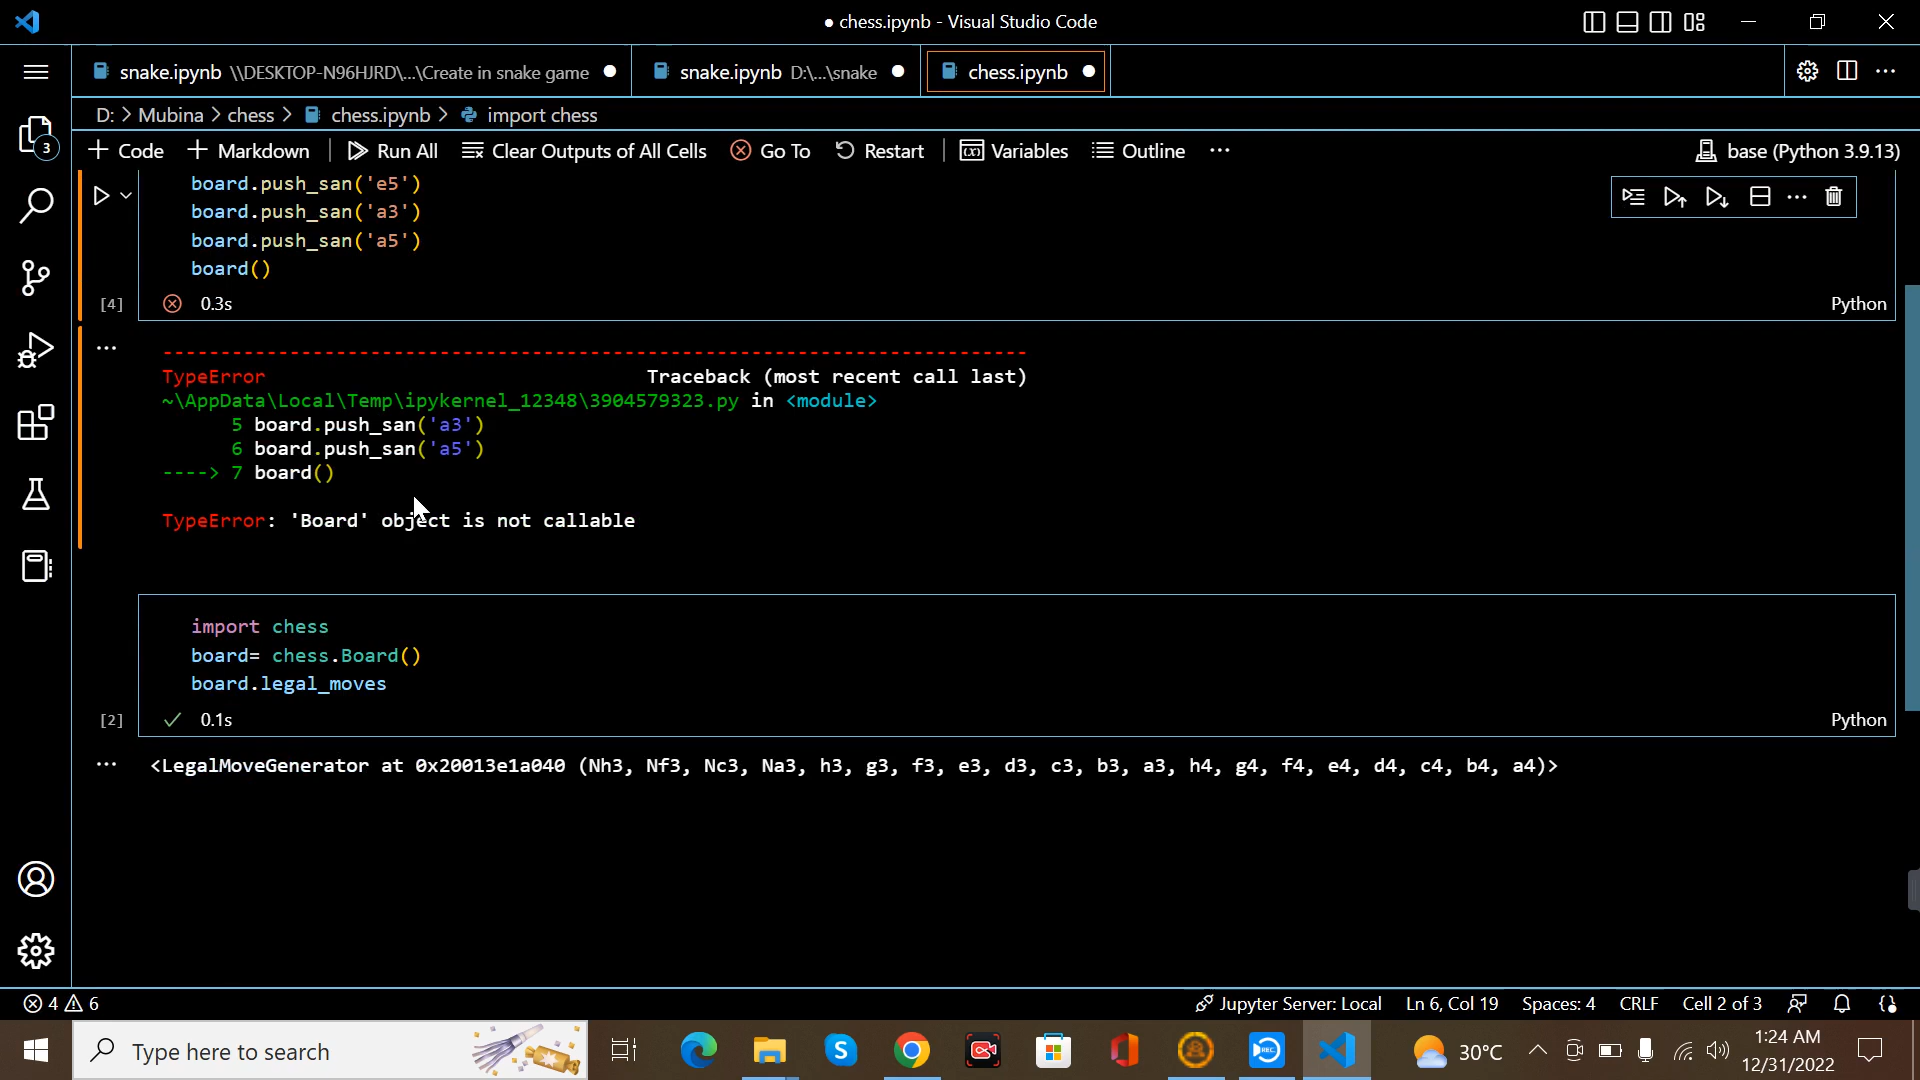 ● chess.ipynb - Visual Studio Code
snake.ipynb \\DESKTOP-N96HJRD\...\Create in snake game ●
snake.ipynb D:\...\snake ●
chess.ipynb ●
D: > Mubina > chess > chess.ipynb > import chess
+ Code + Markdown | Run All Clear Outputs of All Cells Go To Restart | Variables Outline ...
base (Python 3.9.13)
3
board.push_san('e5')
board.push_san('a3')
board.push_san('a5')
board()
[4] 0.3s
Python
---------------------------------------------------------------------------
TypeError Traceback (most recent call last)
~\AppData\Local\Temp\ipykernel_12348\3904579323.py in <module>
5 board.push_san('a3')
6 board.push_san('a5')
----> 7 board()
TypeError: 'Board' object is not callable
import chess
board= chess.Board()
board.legal_moves
[2] 0.1s
Python
<LegalMoveGenerator at 0x20013e1a040 (Nh3, Nf3, Nc3, Na3, h3, g3, f3, e3, d3, c3, b3, a3, h4, g4, f4, e4, d4, c4, b4, a4)>
4 6
Jupyter Server: Local Ln 6, Col 19 Spaces: 4 CRLF Cell 2 of 3
Type here to search
S
REC
30°C
1:24 AM
12/31/2022